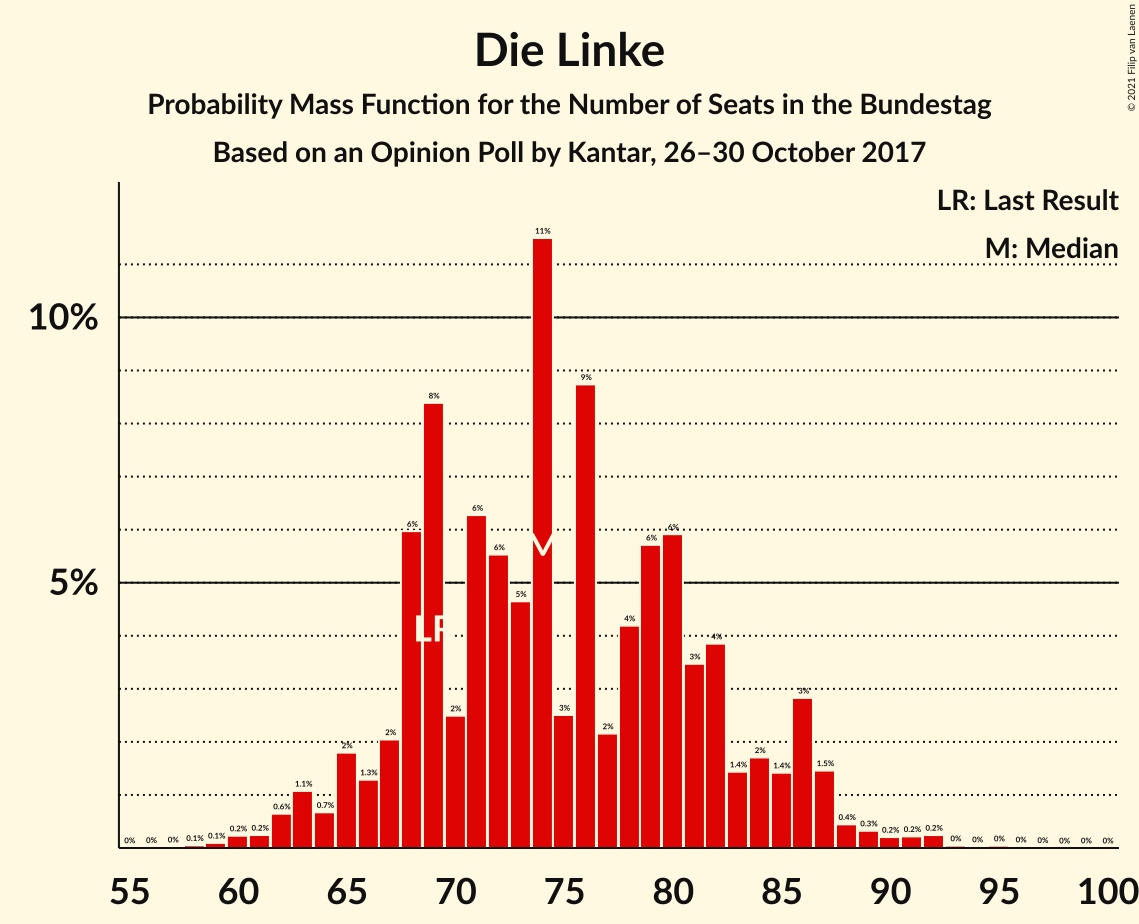 Die Linke
Probability Mass Function for the Number of Seats in the Bundestag
Based on an Opinion Poll by Kantar, 26–30 October 2017
© 2021 Filip van Laenen
LR: Last Result
M: Median
10%
5%
0% 0% 0% 0.1% 0.1% 0.2% 0.2% 0.6% 1.1% 0.7% 2% 1.3% 2% 6% 8% 2% 6% 6% 5% 11% 3% 9% 2% 4% 6% 6% 3% 4% 1.4% 2% 1.4% 3% 1.5% 0.4% 0.3% 0.2% 0.2% 0.2% 0% 0% 0% 0% 0% 0% 0% 0%
LR
M
55 60 65 70 75 80 85 90 95 100